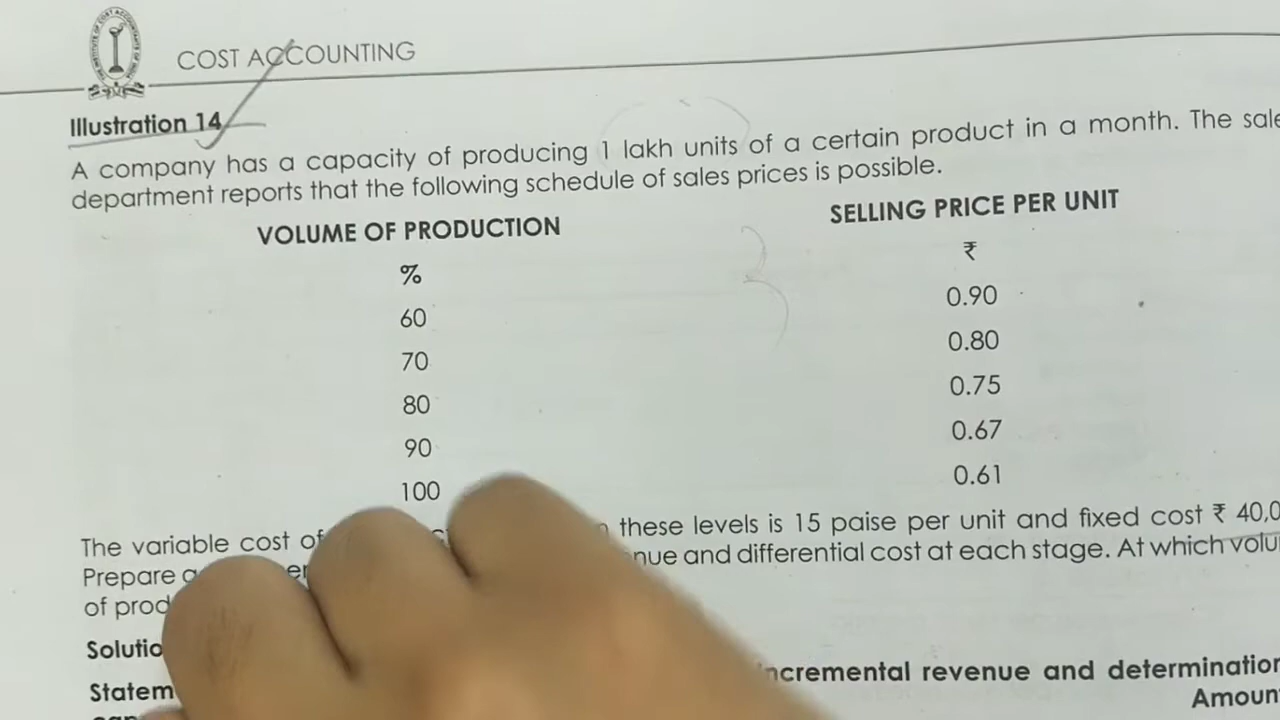 COST ACCOUNTING
Illustration 14
A company has a capacity of producing 1 lakh units of a certain product in a month. The sale
department reports that the following schedule of sales prices is possible.
VOLUME OF PRODUCTION SELLING PRICE PER UNIT
% ₹
60 0.90
70 0.80
80 0.75
90 0.67
100 0.61
The variable cost of these levels is 15 paise per unit and fixed cost ₹ 40,0
Prepare and differential cost at each stage. At which volu
of prod
Solutio
Statem ncremental revenue and determination
Amoun